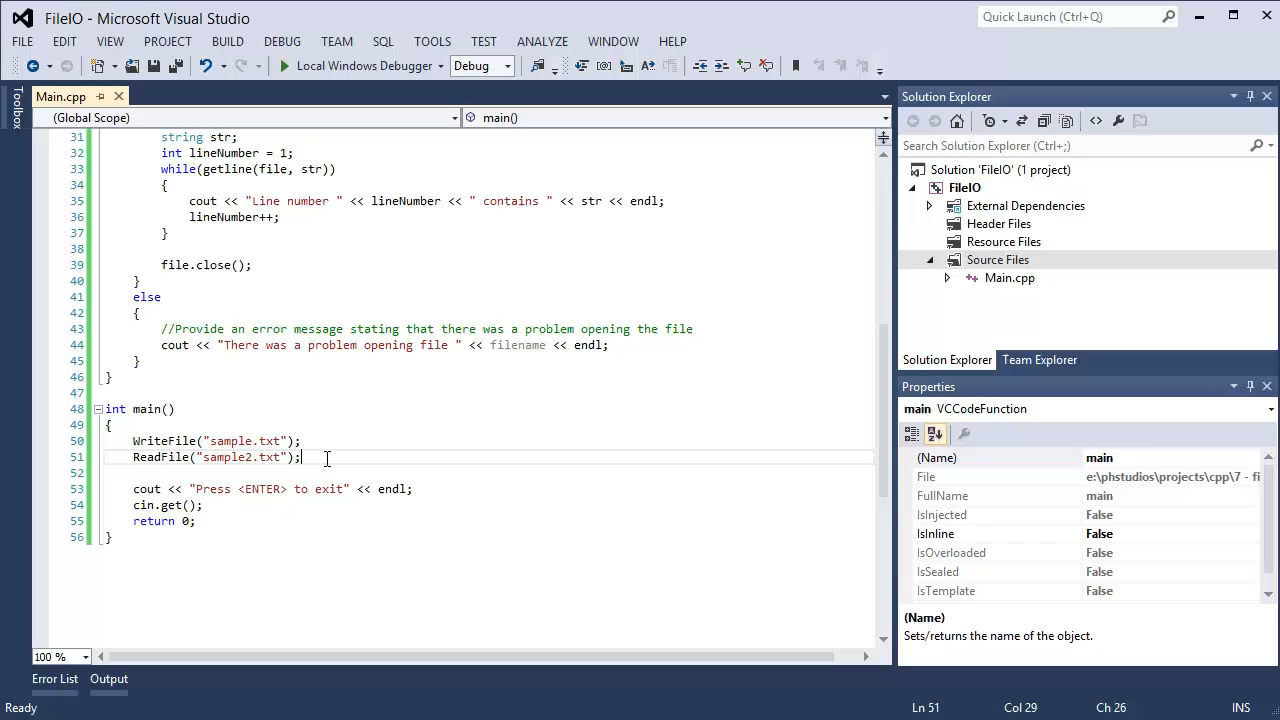 FileIO - Microsoft Visual Studio
Quick Launch (Ctrl+Q)
FILE EDIT VIEW PROJECT BUILD DEBUG TEAM SQL TOOLS TEST ANALYZE WINDOW HELP
Local Windows Debugger Debug
Toolbox
Main.cpp
(Global Scope) main()
31 string str;
32 int lineNumber = 1;
33 while(getline(file, str))
34 {
35 cout << "Line number " << lineNumber << " contains " << str << endl;
36 lineNumber++;
37 }
38
39 file.close();
40 }
41 else
42 {
43 //Provide an error message stating that there was a problem opening the file
44 cout << "There was a problem opening file " << filename << endl;
45 }
46 }
47
48 int main()
49 {
50 WriteFile("sample.txt");
51 ReadFile("sample2.txt");
52
53 cout << "Press <ENTER> to exit" << endl;
54 cin.get();
55 return 0;
56 }
100 %
Error List Output
Solution Explorer
Search Solution Explorer (Ctrl+;)
Solution 'FileIO' (1 project)
FileIO
External Dependencies
Header Files
Resource Files
Source Files
Main.cpp
Solution Explorer Team Explorer
Properties
main VCCodeFunction
(Name) main
File e:\phstudios\projects\cpp\7 - fi
FullName main
IsInjected False
IsInline False
IsOverloaded False
IsSealed False
IsTemplate False
(Name)
Sets/returns the name of the object.
Ready Ln 51 Col 29 Ch 26 INS